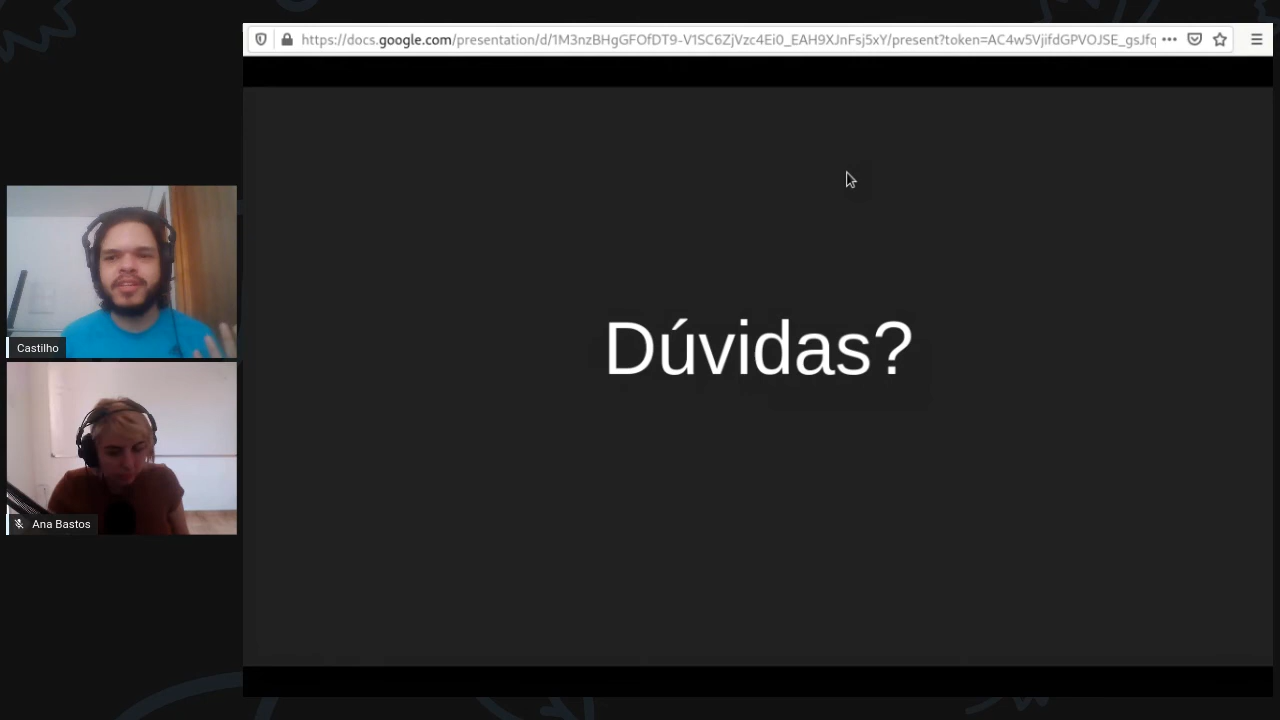 https://docs.google.com/presentation/d/1M3nzBHgGFOfDT9-V1SC6ZjVzc4Ei0_EAH9XJnFsj5xY/present?token=AC4w5VjifdGPVOJSE_gsJfq
Dúvidas?
Castilho
Ana Bastos